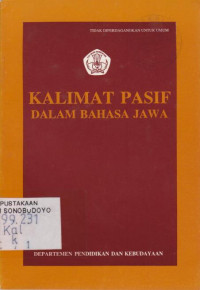 TIDAK DIPERDAGANGKAN UNTUK UMUM
KALIMAT PASIF
DALAM BAHASA JAWA
PUSTAKAAN
SONOBUDOYO
99.231
Kal
k
1
DEPARTEMEN PENDIDIKAN DAN KEBUDAYAAN